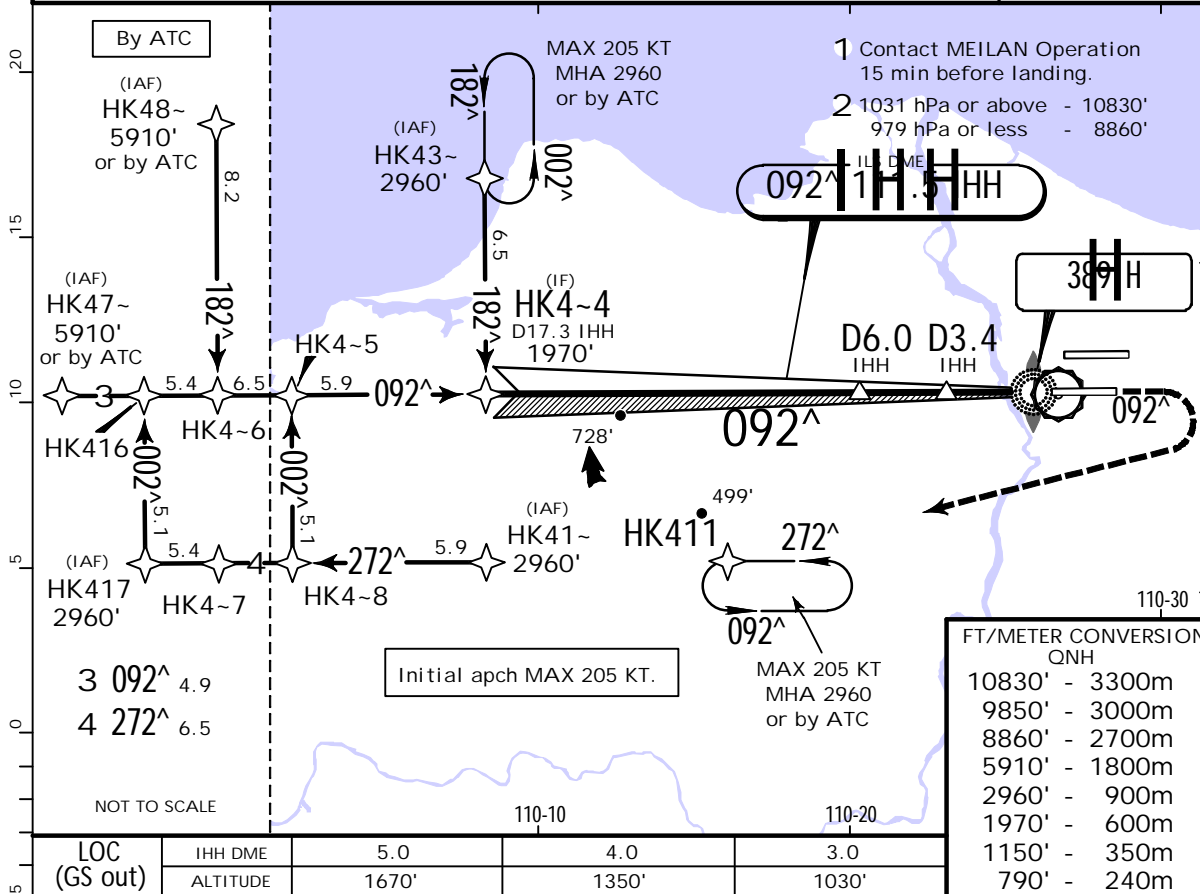 By ATC
(IAF)
HK48~
5910'
or by ATC
8.2
182^
(IAF)
HK47~
5910'
or by ATC
3
5.4
6.5
HK416
HK4~6
HK4~5
5.9
092^
002^
5.1
002^
5.1
(IAF)
HK417
2960'
5.4
4
HK4~7
HK4~8
272^
5.9
(IAF)
HK41~
2960'
3 092^ 4.9
4 272^ 6.5
NOT TO SCALE
MAX 205 KT
MHA 2960
or by ATC
182^
002^
(IAF)
HK43~
2960'
6.5
182^
(IF)
HK4~4
D17.3 IHH
1970'
1 Contact MEILAN Operation
15 min before landing.
2 1031 hPa or above - 10830'
979 hPa or less - 8860'
ILS DME
092^
HH
389 H
D6.0
IHH
D3.4
IHH
092^
092^
728'
499'
HK411
272^
092^
MAX 205 KT
MHA 2960
or by ATC
Initial apch MAX 205 KT.
110-10
110-20
110-30
20
15
10
5
0
5
FT/METER CONVERSION
QNH
10830' - 3300m
9850' - 3000m
8860' - 2700m
5910' - 1800m
2960' - 900m
1970' - 600m
1150' - 350m
790' - 240m
LOC
(GS out)
IHH DME 5.0 4.0 3.0
ALTITUDE 1670' 1350' 1030'